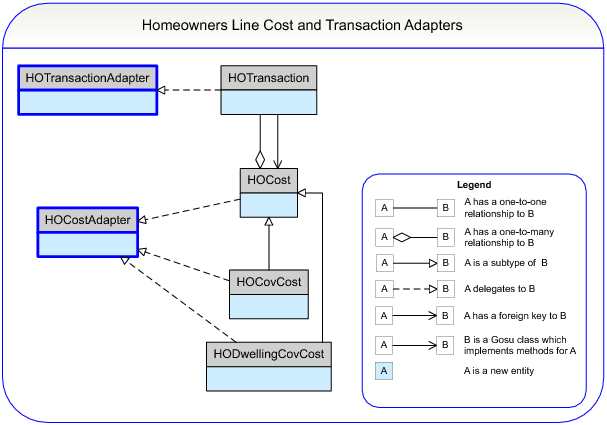 Homeowners Line Cost and Transaction Adapters
HOTransactionAdapter
HOTransaction
HOCost
HOCostAdapter
HOCovCost
HODwellingCovCost
Legend
A B A has a one-to-one
relationship to B
A B A has a one-to-many
relationship to B
A B A is a subtype of B
A B A delegates to B
A B A has a foreign key to B
A B B is a Gosu class which
implements methods for A
A A is a new entity